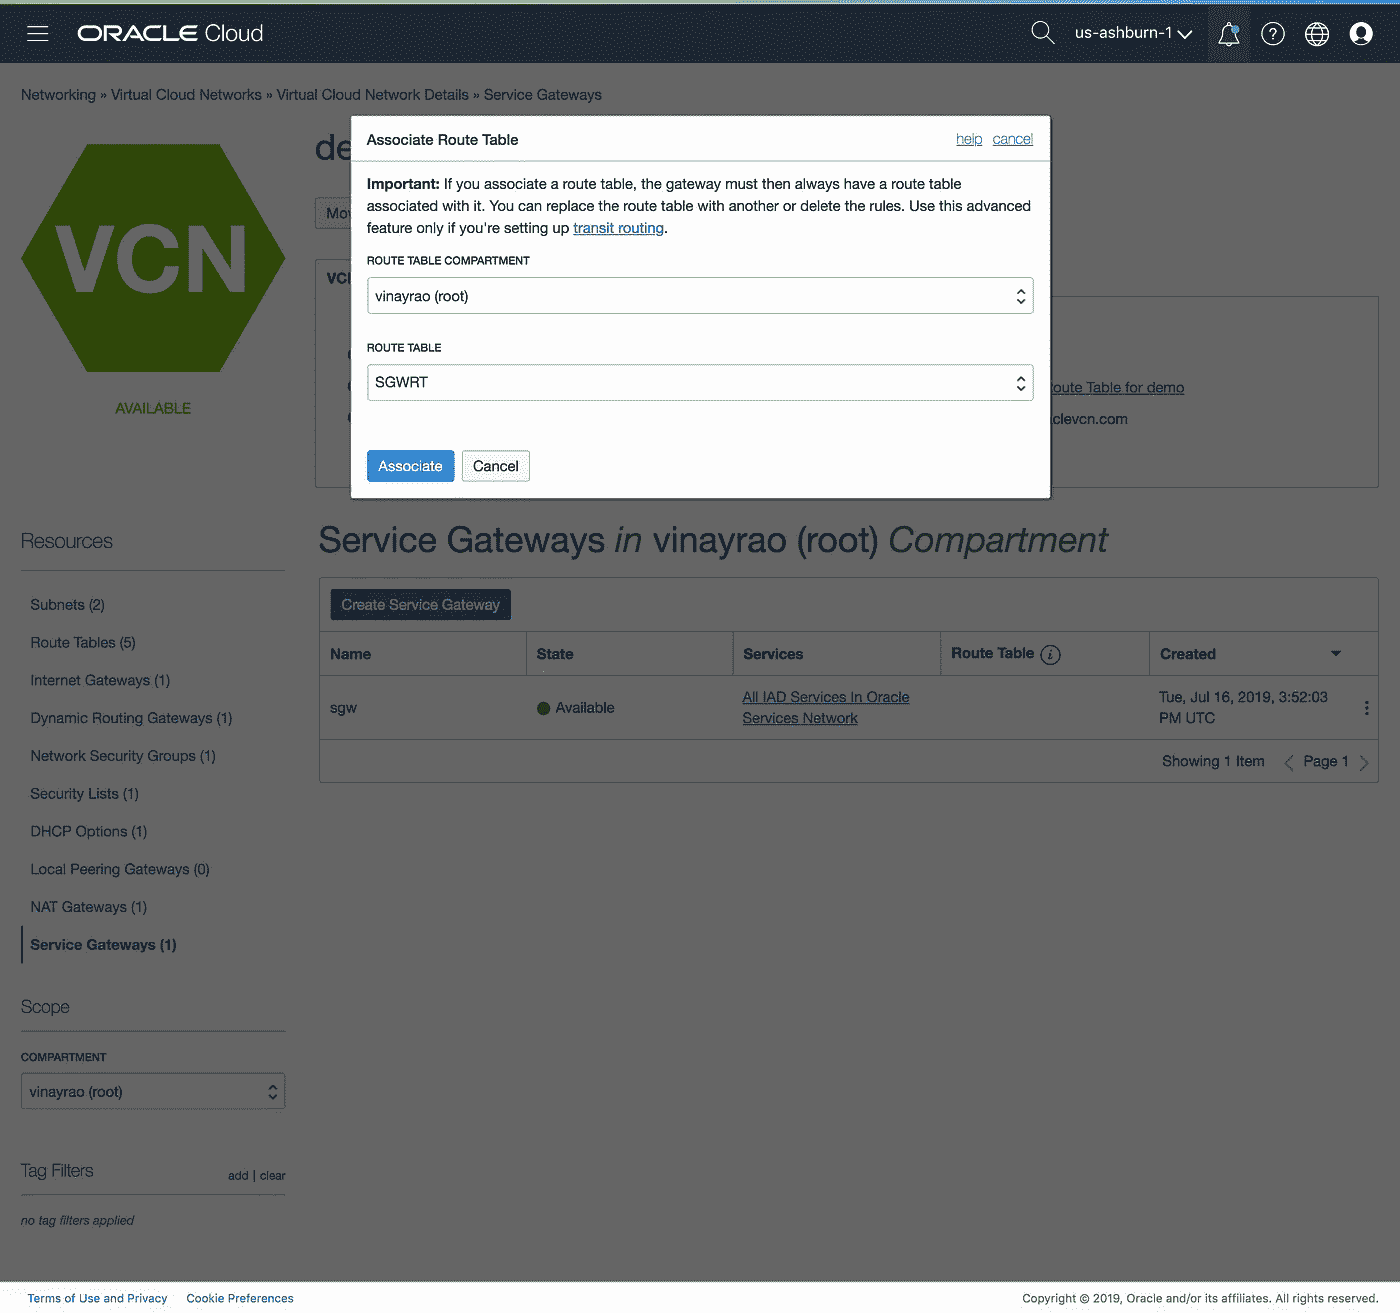 ORACLE Cloud
us-ashburn-1
Networking » Virtual Cloud Networks » Virtual Cloud Network Details » Service Gateways
VCN
AVAILABLE
de
Mov
VCN
Associate Route Table
help cancel
Important: If you associate a route table, the gateway must then always have a route table
associated with it. You can replace the route table with another or delete the rules. Use this advanced
feature only if you're setting up transit routing.
ROUTE TABLE COMPARTMENT
vinayrao (root)
ROUTE TABLE
SGWRT
Associate
Cancel
oute Table for demo
clevcn.com
Resources
Subnets (2)
Route Tables (5)
Internet Gateways (1)
Dynamic Routing Gateways (1)
Network Security Groups (1)
Security Lists (1)
DHCP Options (1)
Local Peering Gateways (0)
NAT Gateways (1)
Service Gateways (1)
Scope
COMPARTMENT
vinayrao (root)
Tag Filters
add | clear
no tag filters applied
Service Gateways in vinayrao (root) Compartment
Create Service Gateway
Name State Services Route Table i Created
sgw Available All IAD Services In Oracle Services Network Tue, Jul 16, 2019, 3:52:03 PM UTC
Showing 1 Item < Page 1 >
Terms of Use and Privacy Cookie Preferences
Copyright © 2019, Oracle and/or its affiliates. All rights reserved.